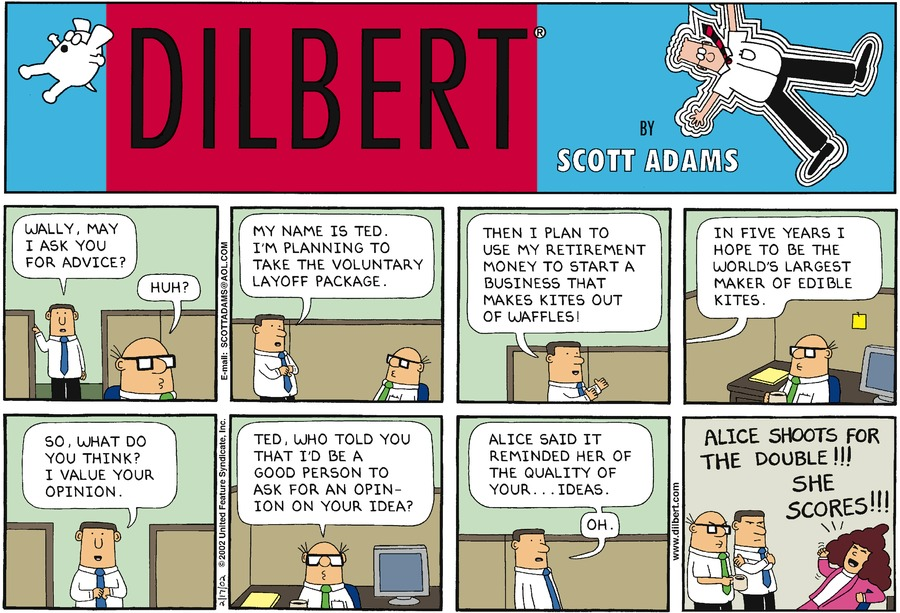 DILBERT®
BY
SCOTT ADAMS
WALLY, MAY
I ASK YOU
FOR ADVICE?
HUH?
E-mail: SCOTTADAMS@AOL.COM
MY NAME IS TED.
I'M PLANNING TO
TAKE THE VOLUNTARY
LAYOFF PACKAGE.
THEN I PLAN TO
USE MY RETIREMENT
MONEY TO START A
BUSINESS THAT
MAKES KITES OUT
OF WAFFLES!
IN FIVE YEARS I
HOPE TO BE THE
WORLD'S LARGEST
MAKER OF EDIBLE
KITES.
SO, WHAT DO
YOU THINK?
I VALUE YOUR
OPINION.
2/17/02 © 2002 United Feature Syndicate, Inc.
TED, WHO TOLD YOU
THAT I'D BE A
GOOD PERSON TO
ASK FOR AN OPIN-
ION ON YOUR IDEA?
ALICE SAID IT
REMINDED HER OF
THE QUALITY OF
YOUR... IDEAS.
OH.
www.dilbert.com
ALICE SHOOTS FOR
THE DOUBLE!!!
SHE
SCORES!!!